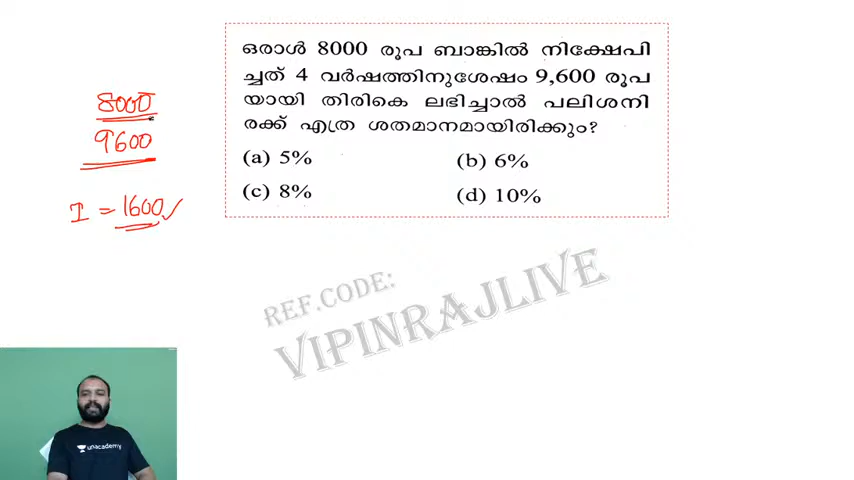 ഒരാൾ 8000 രൂപ ബാങ്കിൽ നിക്ഷേപി
ച്ചത് 4 വർഷത്തിനുശേഷം 9,600 രൂപ
യായി തിരികെ ലഭിച്ചാൽ പലിശനി
രക്ക് എത്ര ശതമാനമായിരിക്കും?
(a) 5% (b) 6%
(c) 8% (d) 10%
8000
9600
I = 1600 ✓
REF.CODE:
VIPINRAJLIVE
unacademy